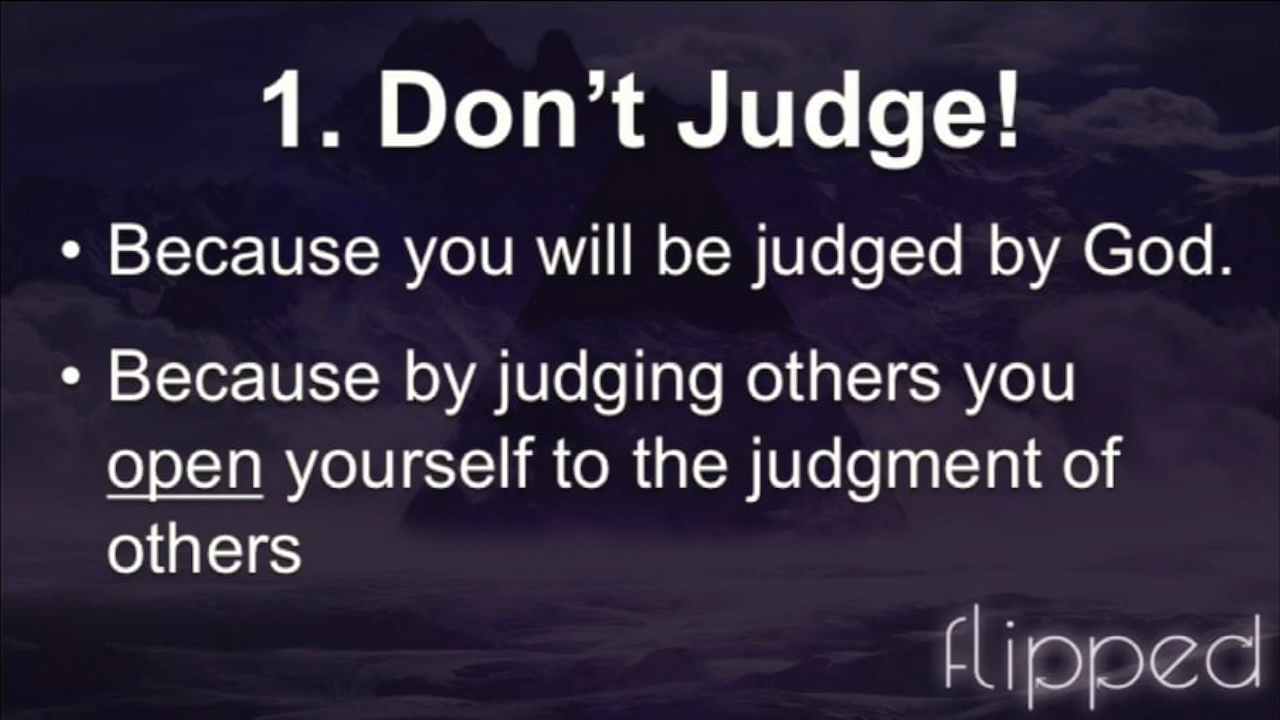 1. Don’t Judge!
• Because you will be judged by God.
• Because by judging others you
open yourself to the judgment of
others
flipped